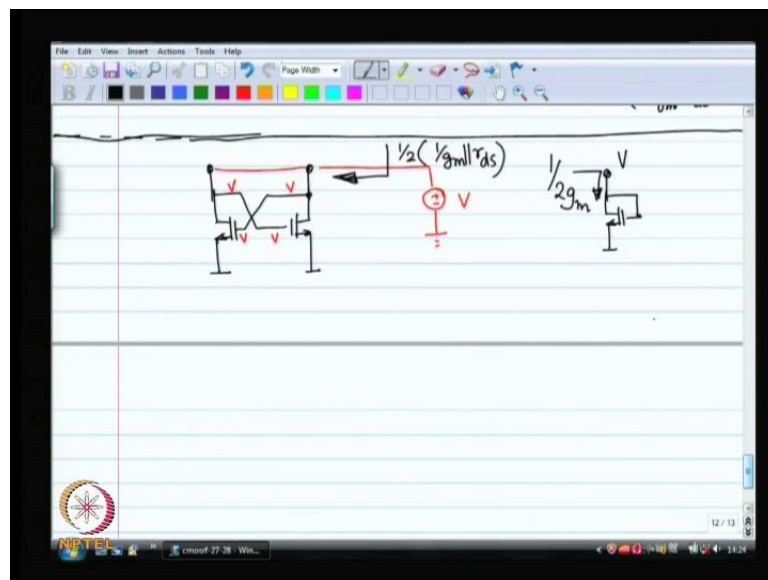 File Edit View Insert Actions Tools Help
Page Width
B I
1/2 ( 1/gm || rds )
V V V V
V
1/2gm
V
12 / 13
NPTEL
cmosrf-27-28 - Win...
14:24